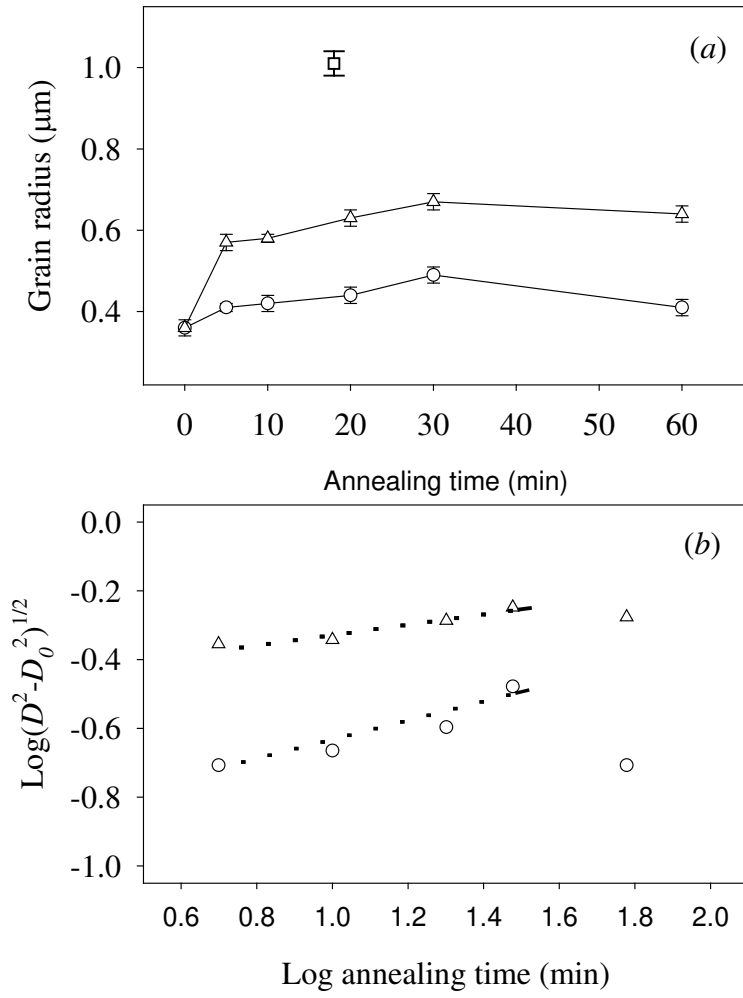 (a)
1.0
0.8
0.6
0.4
Grain radius (μm)
0 10 20 30 40 50 60
Annealing time (min)
(b)
0.0
-0.2
-0.4
-0.6
-0.8
-1.0
Log(D²-D₀²)¹/²
0.6 0.8 1.0 1.2 1.4 1.6 1.8 2.0
Log annealing time (min)